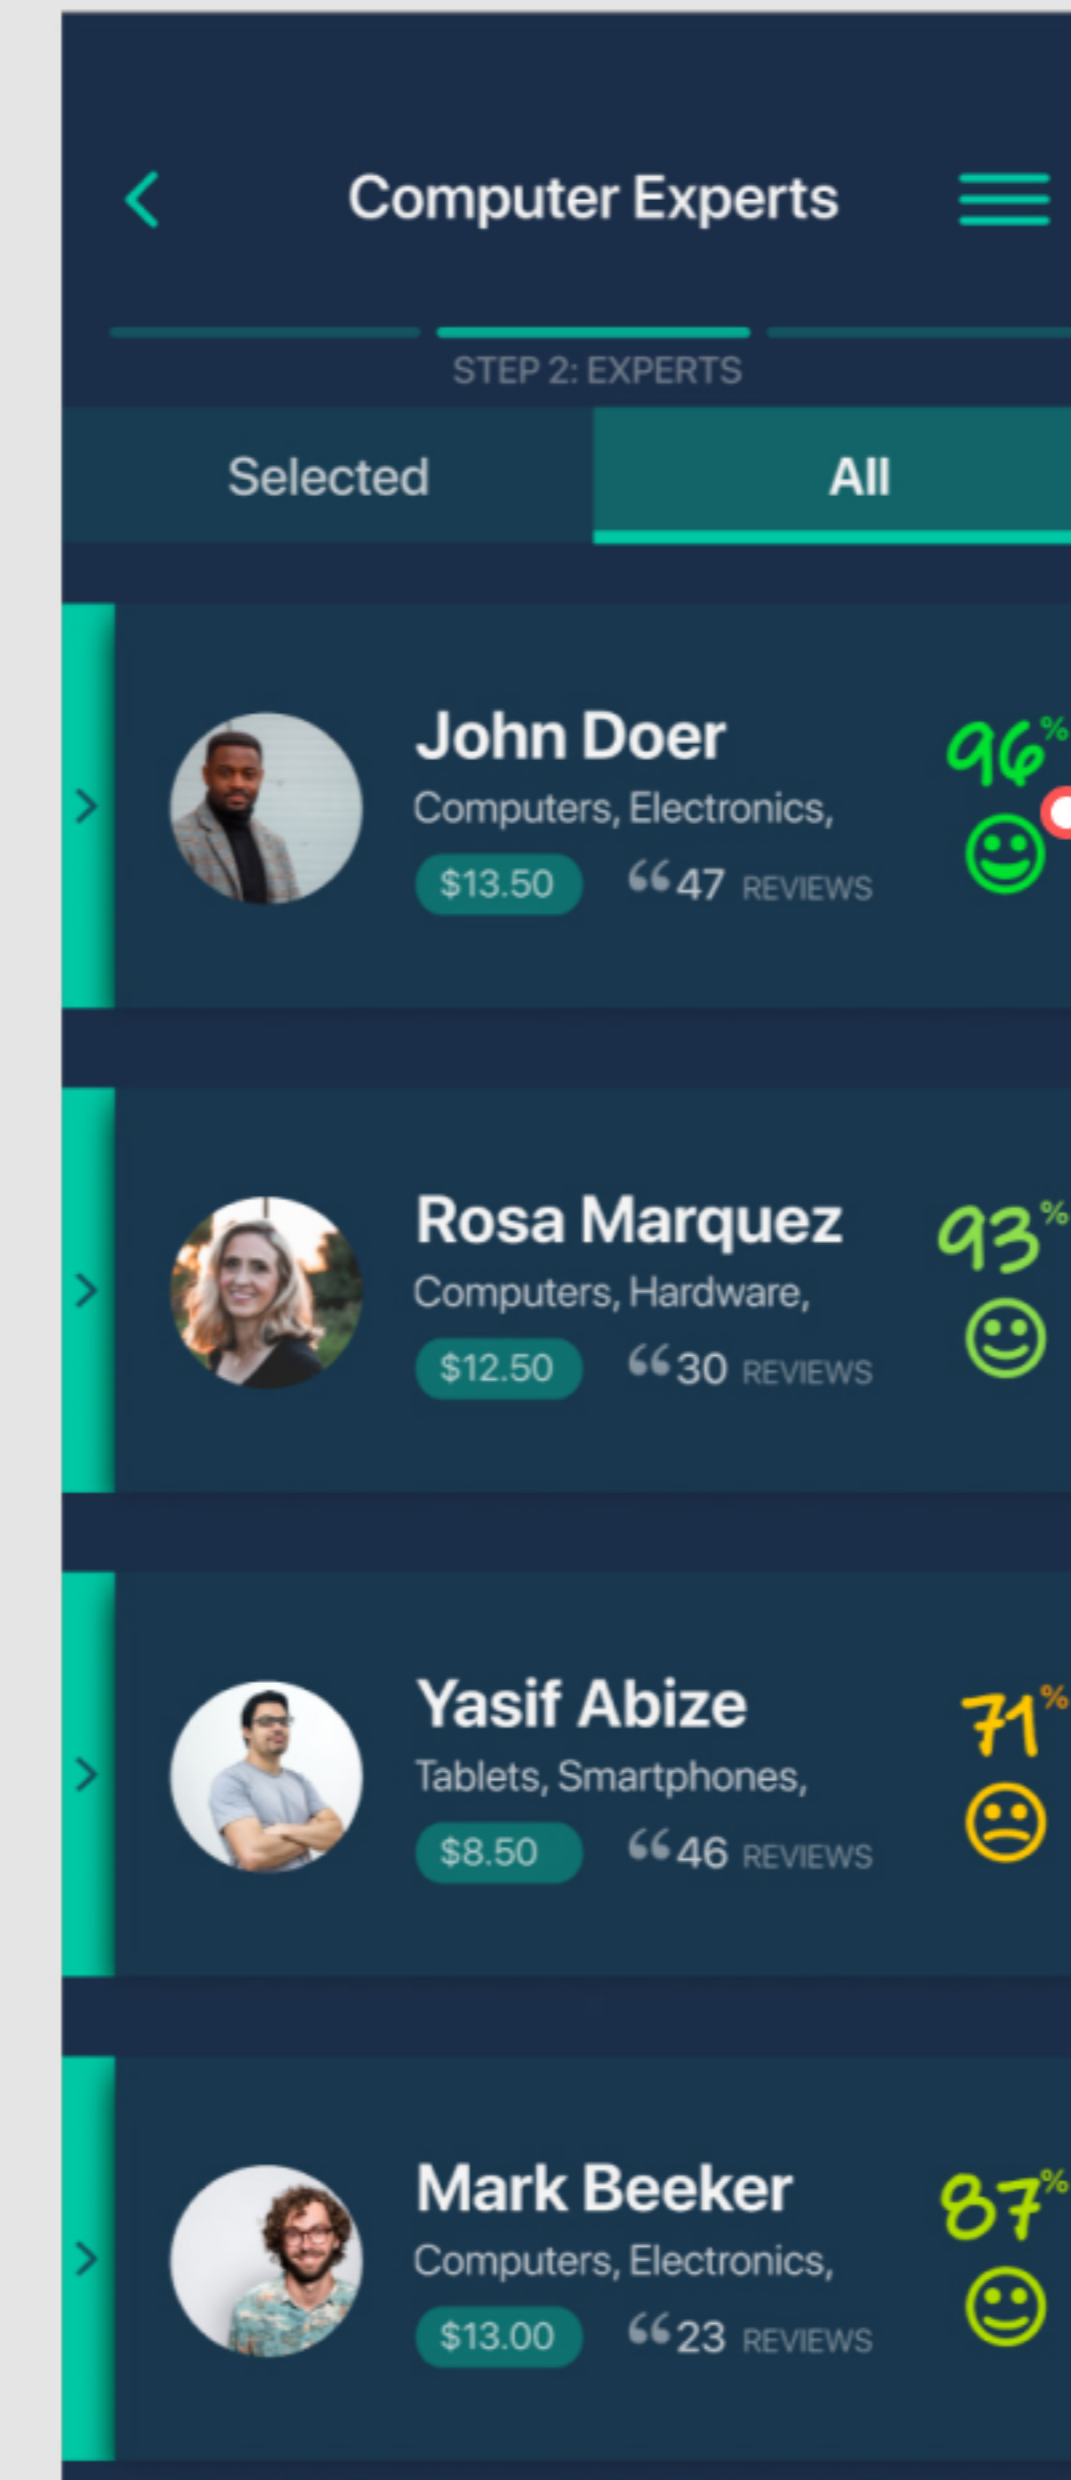 Computer Experts
STEP 2: EXPERTS
Selected
All
John Doer
96%
Computers, Electronics,
$13.50
“47 REVIEWS
Rosa Marquez
93%
Computers, Hardware,
$12.50
“30 REVIEWS
Yasif Abize
71%
Tablets, Smartphones,
$8.50
“46 REVIEWS
Mark Beeker
87%
Computers, Electronics,
$13.00
“23 REVIEWS